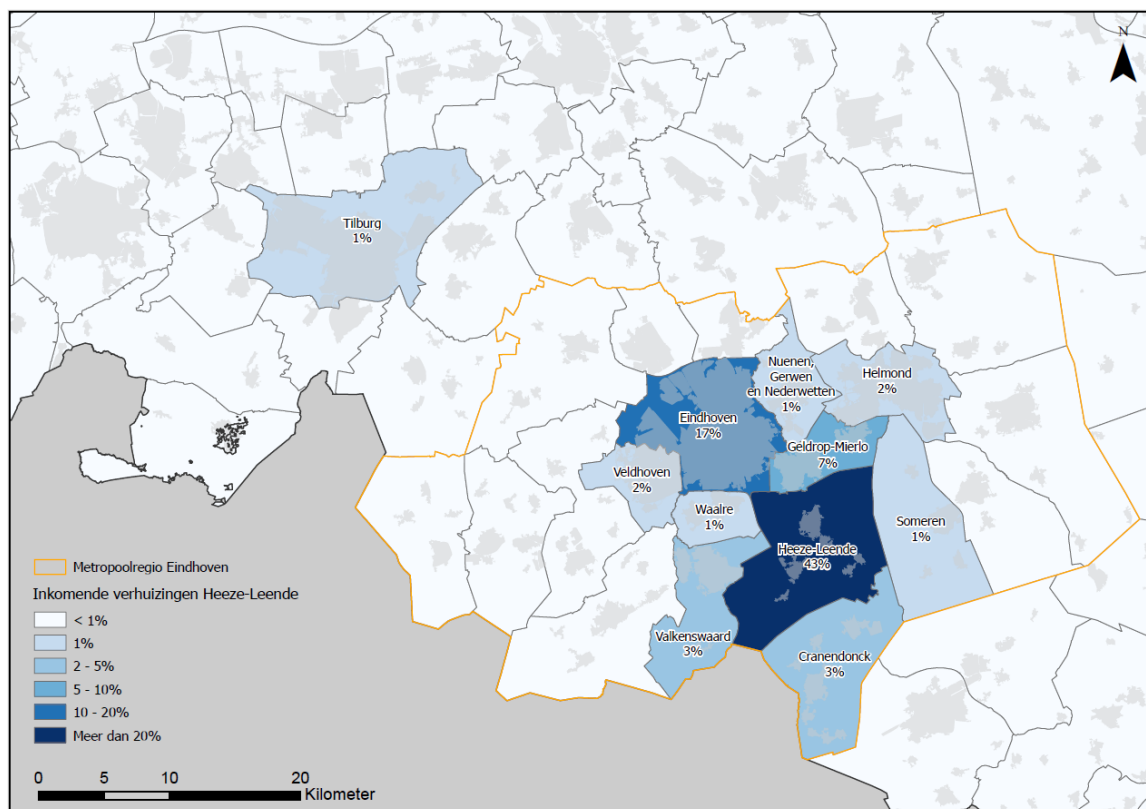 N
Tilburg
1%
Nuenen,
Gerwen
en Nederwetten
1%
Helmond
2%
Eindhoven
17%
Geldrop-Mierlo
7%
Veldhoven
2%
Waalre
1%
Someren
1%
Heeze-Leende
43%
Valkenswaard
3%
Cranendonck
3%
Metropoolregio Eindhoven
Inkomende verhuizingen Heeze-Leende
< 1%
1%
2 - 5%
5 - 10%
10 - 20%
Meer dan 20%
0 5 10 20
Kilometer